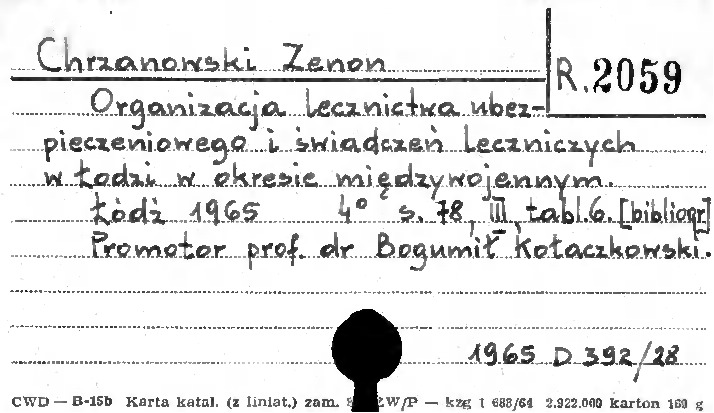 Chrzanowski Zenon
R.2059
Organizacja lecznictwa ubez-
pieczeniowego i świadczeń leczniczych
w Łodzi w okresie międzywojennym.
Łódź 1965 4° s. 78, III, tabl. 6. [bibliogr]
Promotor prof. dr Bogumił Kołaczkowski.
1965 D 392/28
CWD — B-15b Karta katal. (z liniat.) zam. ZW/P — kzg 1 688/64 2.922.000 karton 160 g